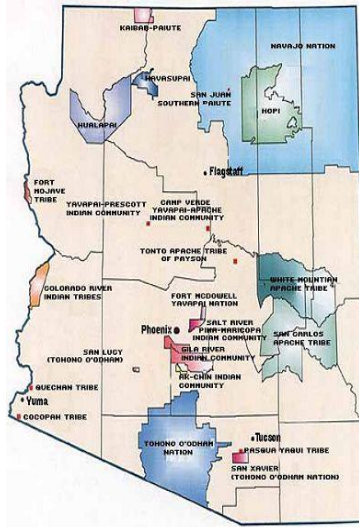 KAIBAB-PAIUTE
NAVAJO NATION
HAVASUPAI
SAN JUAN
SOUTHERN PAIUTE
HOPI
HUALAPAI
Flagstaff
FORT
MOJAVE
TRIBE
CAMP VERDE
YAVAPAI-PRESCOTT
YAVAPAI-APACHE
INDIAN COMMUNITY
INDIAN COMMUNITY
TONTO APACHE TRIBE
OF PAYSON
WHITE MOUNTIAN
APACHE TRIBE
COLORADO RIVER
INDIAN TRIBES
FORT MCDOWELL
YAVAPAI NATION
Phoenix
SALT RIVER
PIMA-MARICOPA
INDIAN COMMUNITY
SAN CARLOS
APACHE TRIBE
SAN LUCY
(TOHONO O'ODHAM)
GILA RIVER
INDIAN COMMUNITY
AK-CHIN INDIAN
COMMUNITY
QUECHAN TRIBE
Yuma
COCOPAH TRIBE
TOHONO O'ODHAM
NATION
Tucson
PASQUA YAQUI TRIBE
SAN XAVIER
(TOHONO O'ODHAM NATION)